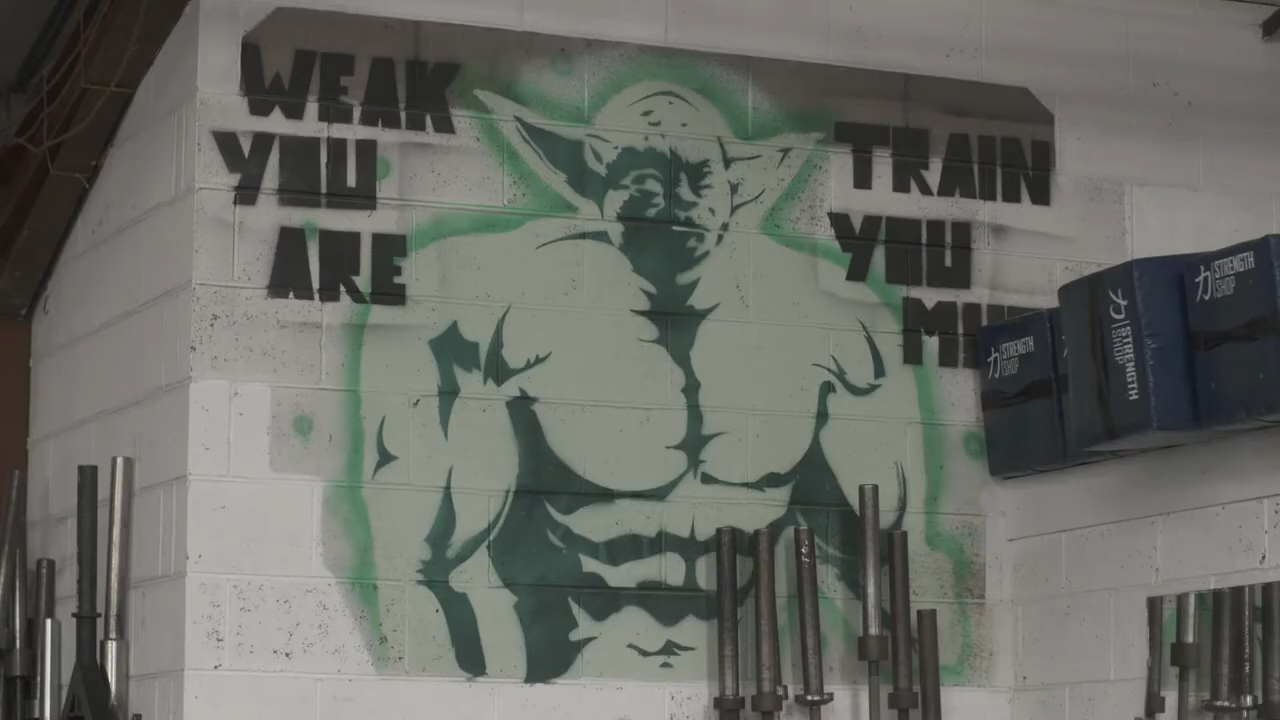 WEAK
YOU
ARE
TRAIN
YOU
STRENGTH
SHOP
STRENGTH
SHOP
STRENGTH
SHOP